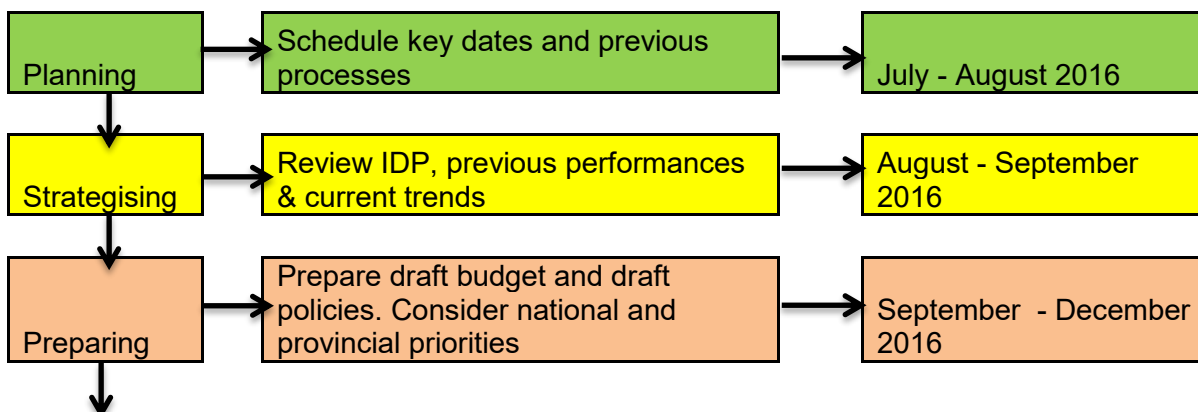 Planning
Schedule key dates and previous
processes
July - August 2016
Strategising
Review IDP, previous performances
& current trends
August - September
2016
Preparing
Prepare draft budget and draft
policies. Consider national and
provincial priorities
September - December
2016